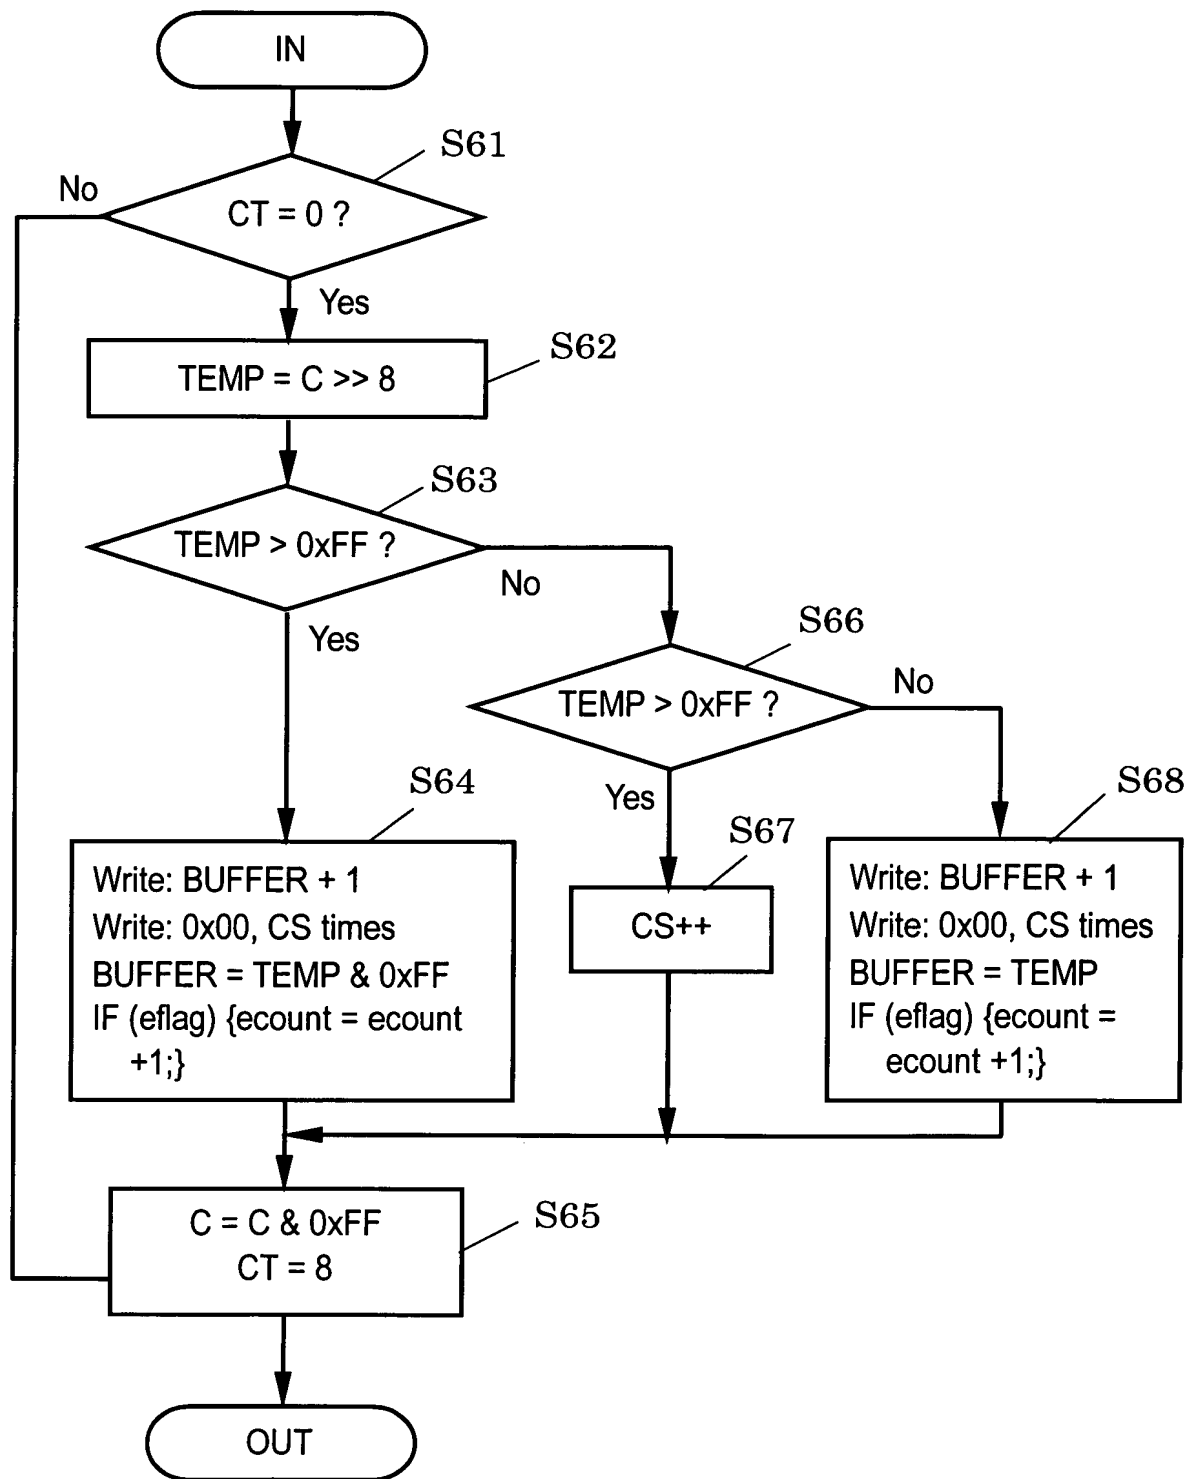 IN
S61
No
CT = 0 ?
Yes
S62
TEMP = C >> 8
S63
TEMP > 0xFF ?
No
Yes
S66
TEMP > 0xFF ?
No
S64
Yes
S68
S67
Write: BUFFER + 1
Write: 0x00, CS times
BUFFER = TEMP & 0xFF
IF (eflag) {ecount = ecount
+1;}
CS++
Write: BUFFER + 1
Write: 0x00, CS times
BUFFER = TEMP
IF (eflag) {ecount =
ecount +1;}
C = C & 0xFF
CT = 8
S65
OUT